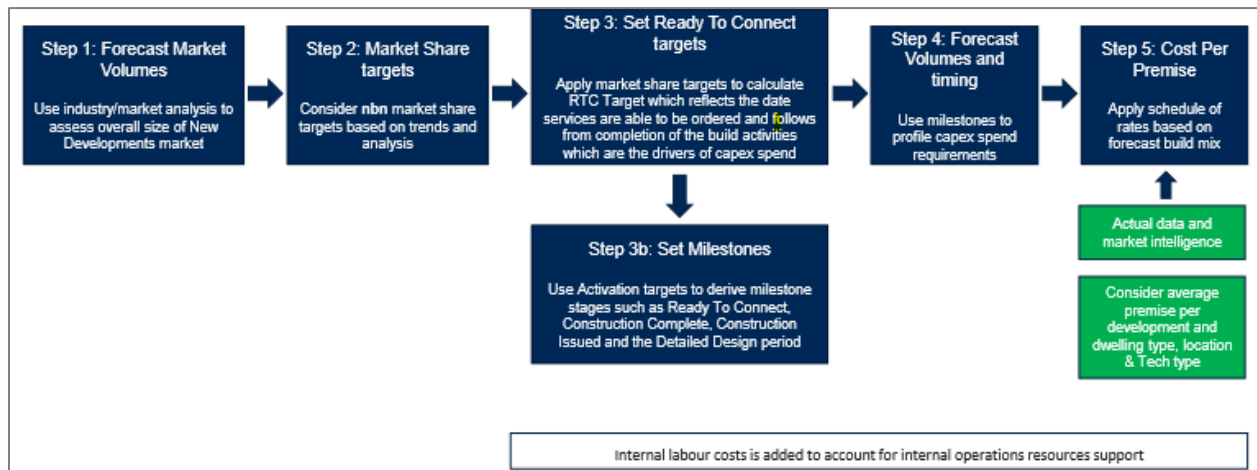 Step 1: Forecast Market
Volumes
Use industry/market analysis to
assess overall size of New
Developments market
Step 2: Market Share
targets
Consider nbn market share
targets based on trends and
analysis
Step 3: Set Ready To Connect
targets
Apply market share targets to calculate
RTC Target which reflects the date
services are able to be ordered and follows
from completion of the build activities
which are the drivers of capex spend
Step 4: Forecast
Volumes and timing
Use milestones to
profile capex spend
requirements
Step 5: Cost Per
Premise
Apply schedule of
rates based on
forecast build mix
Step 3b: Set Milestones
Use Activation targets to derive milestone
stages such as Ready To Connect,
Construction Complete, Construction
Issued and the Detailed Design period
Actual data and
market intelligence
Consider average
premise per
development and
dwelling type, location
& Tech type
Internal labour costs is added to account for internal operations resources support